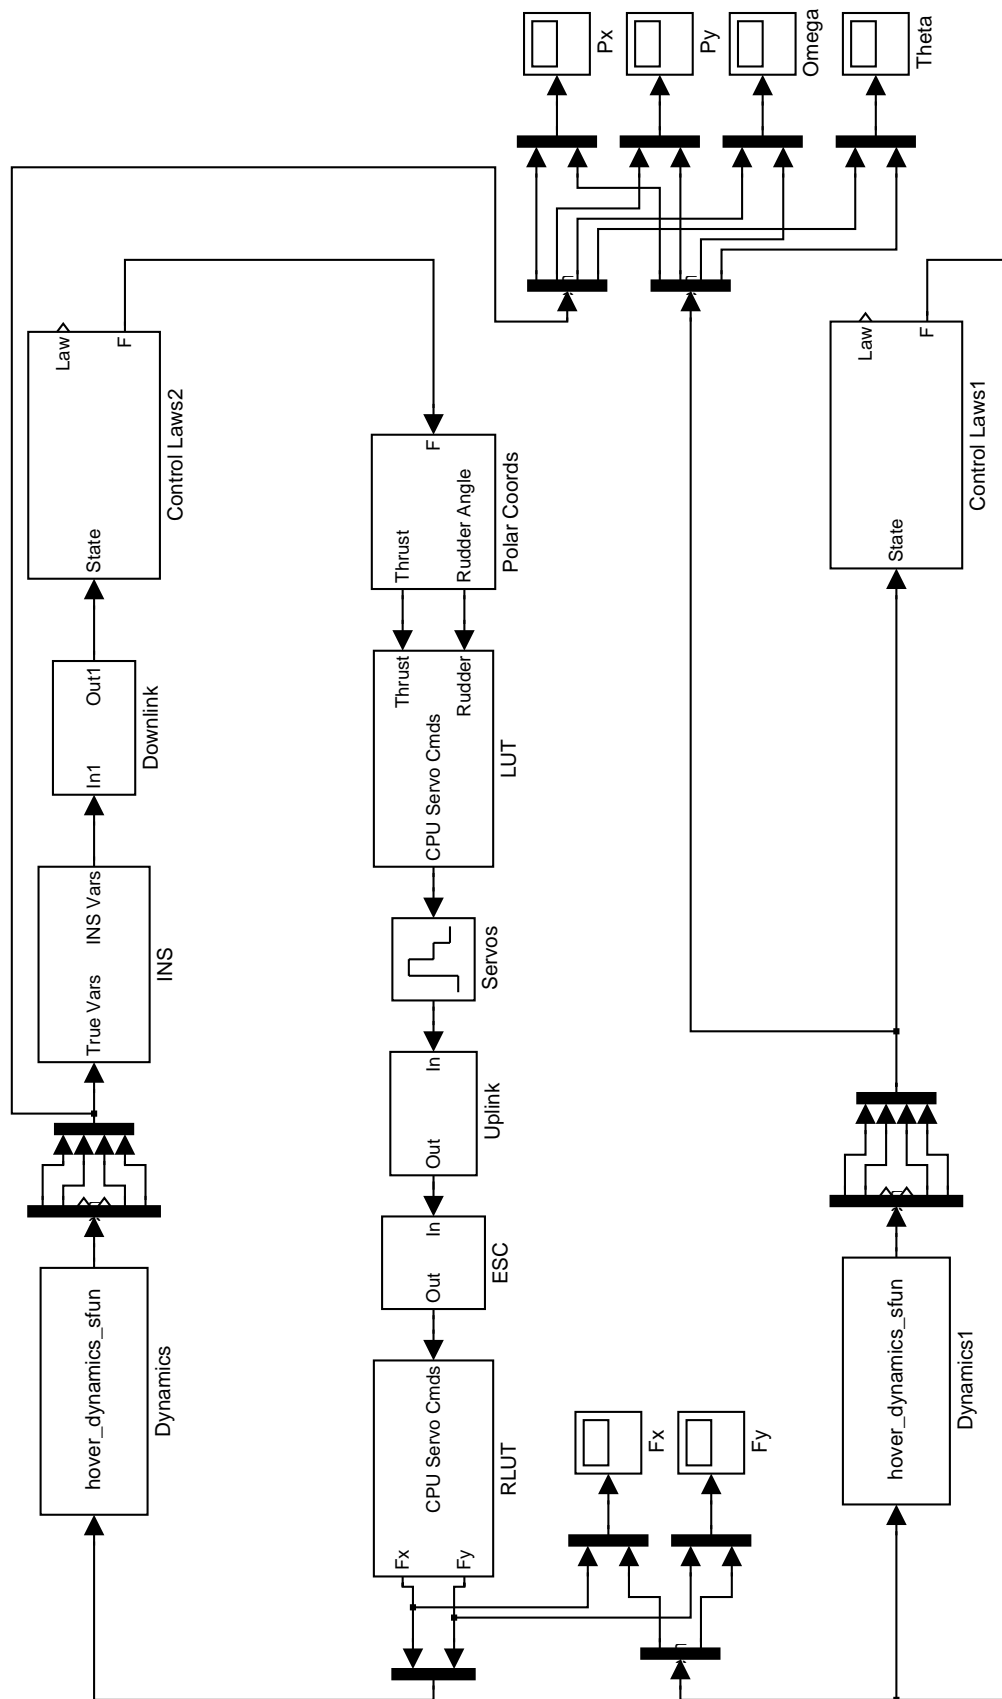 hover_dynamics_sfun
Dynamics
True Vars
INS Vars
INS
In1
Out1
Downlink
State
Law
F
Control Laws2
Fx
Fy
CPU Servo Cmds
RLUT
Out
In
ESC
Out
In
Uplink
Servos
CPU Servo Cmds
Thrust
Rudder
LUT
Thrust
Rudder Angle
F
Polar Coords
Px
Py
Omega
Theta
Fx
Fy
hover_dynamics_sfun
Dynamics1
State
Law
F
Control Laws1